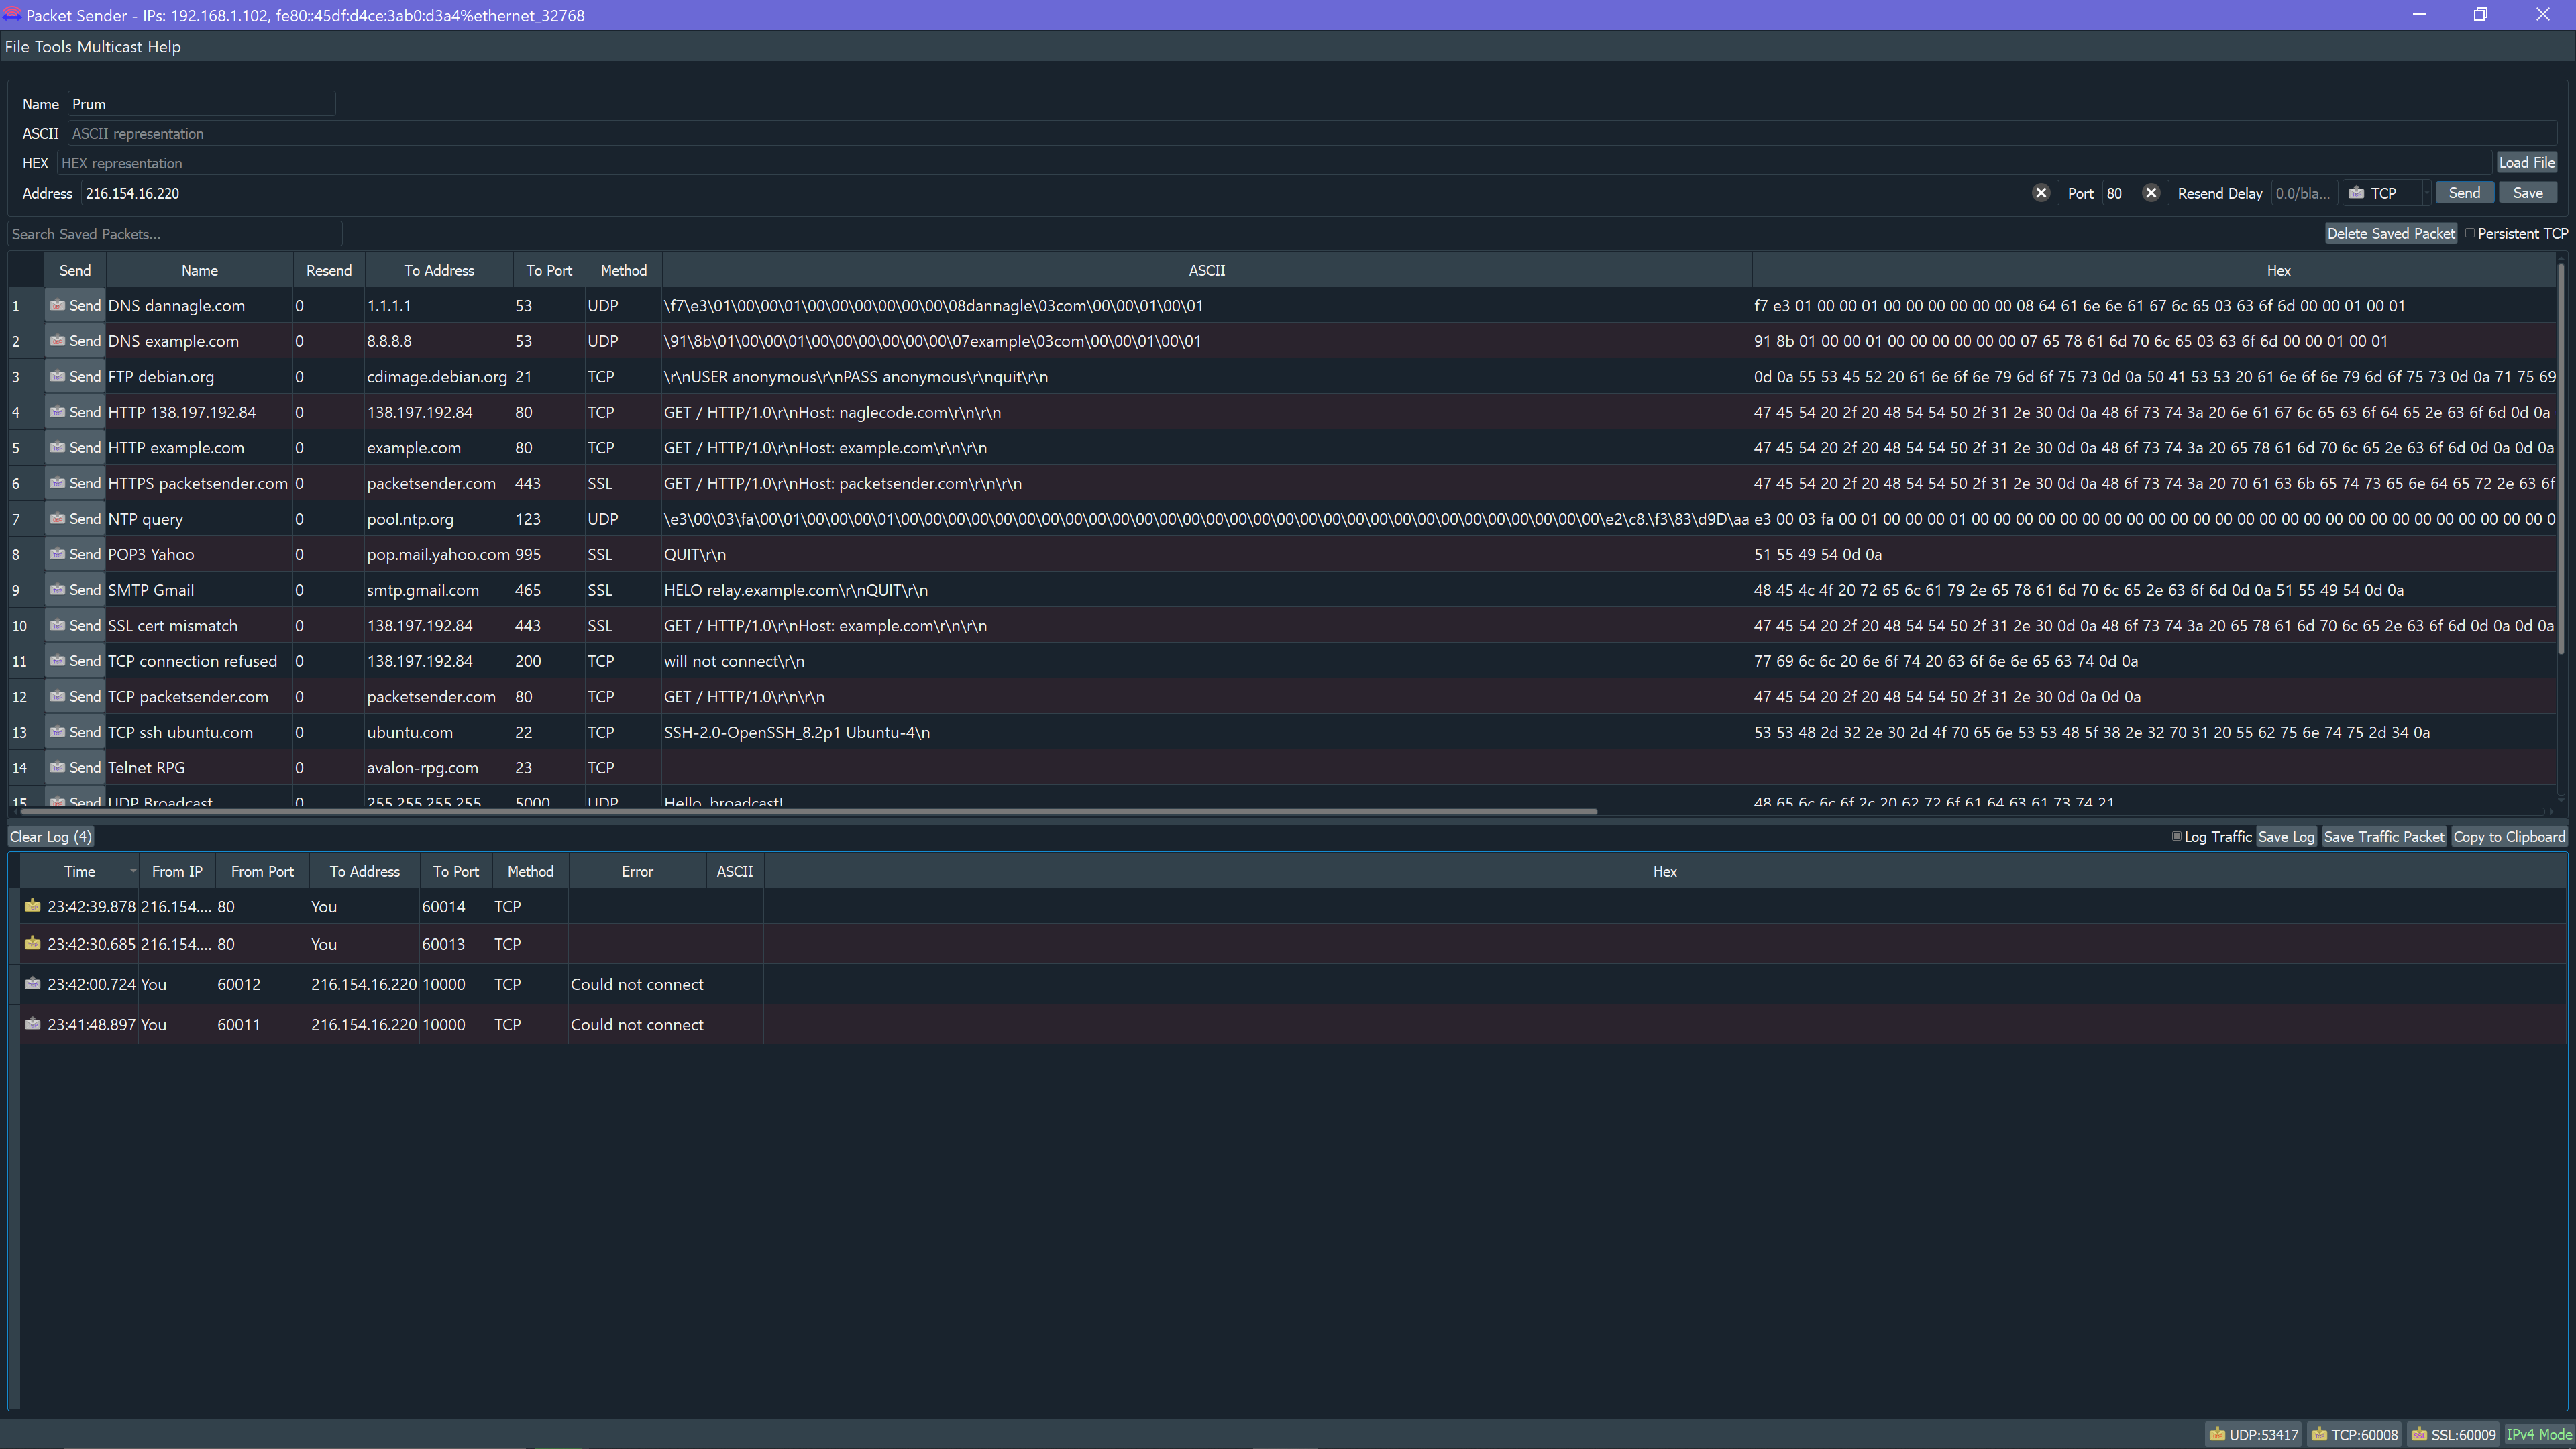 Packet Sender - IPs: 192.168.1.102, fe80::45df:d4ce:3ab0:d3a4%ethernet_32768
File Tools Multicast Help
Name Prum
ASCII ASCII representation
HEX HEX representation Load File
Address 216.154.16.220 Port 80 Resend Delay 0.0/bla... TCP Send Save
Search Saved Packets... Delete Saved Packet Persistent TCP
Send Name Resend To Address To Port Method ASCII Hex
1 Send DNS dannagle.com 0 1.1.1.1 53 UDP \f7\e3\01\00\00\01\00\00\00\00\00\00\08dannagle\03com\00\00\01\00\01 f7 e3 01 00 00 01 00 00 00 00 00 00 08 64 61 6e 6e 61 67 6c 65 03 63 6f 6d 00 00 01 00 01
2 Send DNS example.com 0 8.8.8.8 53 UDP \91\8b\01\00\00\01\00\00\00\00\00\00\07example\03com\00\00\01\00\01 91 8b 01 00 00 01 00 00 00 00 00 00 07 65 78 61 6d 70 6c 65 03 63 6f 6d 00 00 01 00 01
3 Send FTP debian.org 0 cdimage.debian.org 21 TCP \r\nUSER anonymous\r\nPASS anonymous\r\nquit\r\n 0d 0a 55 53 45 52 20 61 6e 6f 6e 79 6d 6f 75 73 0d 0a 50 41 53 53 20 61 6e 6f 6e 79 6d 6f 75 73 0d 0a 71 75 69
4 Send HTTP 138.197.192.84 0 138.197.192.84 80 TCP GET / HTTP/1.0\r\nHost: naglecode.com\r\n\r\n 47 45 54 20 2f 20 48 54 54 50 2f 31 2e 30 0d 0a 48 6f 73 74 3a 20 6e 61 67 6c 65 63 6f 64 65 2e 63 6f 6d 0d 0a
5 Send HTTP example.com 0 example.com 80 TCP GET / HTTP/1.0\r\nHost: example.com\r\n\r\n 47 45 54 20 2f 20 48 54 54 50 2f 31 2e 30 0d 0a 48 6f 73 74 3a 20 65 78 61 6d 70 6c 65 2e 63 6f 6d 0d 0a 0d 0a
6 Send HTTPS packetsender.com 0 packetsender.com 443 SSL GET / HTTP/1.0\r\nHost: packetsender.com\r\n\r\n 47 45 54 20 2f 20 48 54 54 50 2f 31 2e 30 0d 0a 48 6f 73 74 3a 20 70 61 63 6b 65 74 73 65 6e 64 65 72 2e 63 6f
7 Send NTP query 0 pool.ntp.org 123 UDP \e3\00\03\fa\00\01\00\00\00\01\00\00\00\00\00\00\00\00\00\00\00\00\00\00\00\00\00\00\00\00\00\00\00\00\00\00\00\00\00\00\e2\c8.\f3\83\d9D\aa e3 00 03 fa 00 01 00 00 00 01 00 00 00 00 00 00 00 00 00 00 00 00 00 00 00 00 00 00 00 00 00 00 00 00 00 00 0
8 Send POP3 Yahoo 0 pop.mail.yahoo.com 995 SSL QUIT\r\n 51 55 49 54 0d 0a
9 Send SMTP Gmail 0 smtp.gmail.com 465 SSL HELO relay.example.com\r\nQUIT\r\n 48 45 4c 4f 20 72 65 6c 61 79 2e 65 78 61 6d 70 6c 65 2e 63 6f 6d 0d 0a 51 55 49 54 0d 0a
10 Send SSL cert mismatch 0 138.197.192.84 443 SSL GET / HTTP/1.0\r\nHost: example.com\r\n\r\n 47 45 54 20 2f 20 48 54 54 50 2f 31 2e 30 0d 0a 48 6f 73 74 3a 20 65 78 61 6d 70 6c 65 2e 63 6f 6d 0d 0a 0d 0a
11 Send TCP connection refused 0 138.197.192.84 200 TCP will not connect\r\n 77 69 6c 6c 20 6e 6f 74 20 63 6f 6e 6e 65 63 74 0d 0a
12 Send TCP packetsender.com 0 packetsender.com 80 TCP GET / HTTP/1.0\r\n\r\n 47 45 54 20 2f 20 48 54 54 50 2f 31 2e 30 0d 0a 0d 0a
13 Send TCP ssh ubuntu.com 0 ubuntu.com 22 TCP SSH-2.0-OpenSSH_8.2p1 Ubuntu-4\n 53 53 48 2d 32 2e 30 2d 4f 70 65 6e 53 53 48 5f 38 2e 32 70 31 20 55 62 75 6e 74 75 2d 34 0a
14 Send Telnet RPG 0 avalon-rpg.com 23 TCP
15 Send UDP Broadcast 0 255.255.255.255 5000 UDP Hello, broadcast! 48 65 6c 6c 6f 2c 20 62 72 6f 61 64 63 61 73 74 21
Clear Log (4) Log Traffic Save Log Save Traffic Packet Copy to Clipboard
Time From IP From Port To Address To Port Method Error ASCII Hex
23:42:39.878 216.154.... 80 You 60014 TCP
23:42:30.685 216.154.... 80 You 60013 TCP
23:42:00.724 You 60012 216.154.16.220 10000 TCP Could not connect
23:41:48.897 You 60011 216.154.16.220 10000 TCP Could not connect
UDP:53417 TCP:60008 SSL:60009 IPv4 Mode